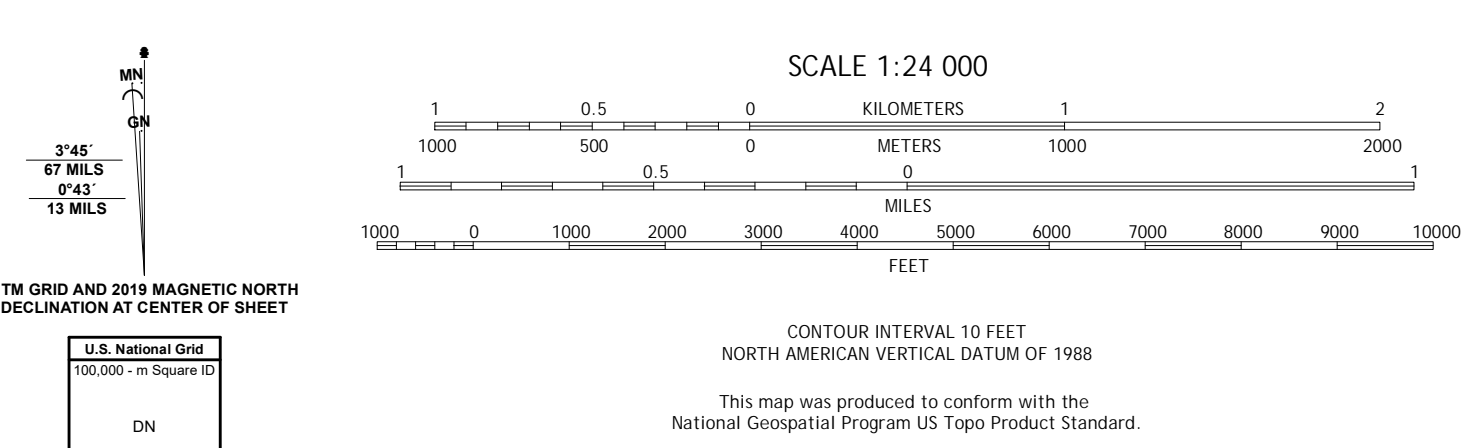 MN
GN
3°45´
67 MILS
0°43´
13 MILS
TM GRID AND 2019 MAGNETIC NORTH
DECLINATION AT CENTER OF SHEET
U.S. National Grid
100,000 - m Square ID
DN
SCALE 1:24 000
1 0.5 0 KILOMETERS 1 2
1000 500 0 METERS 1000 2000
1 0.5 0 1
MILES
1000 0 1000 2000 3000 4000 5000 6000 7000 8000 9000 10000
FEET
CONTOUR INTERVAL 10 FEET
NORTH AMERICAN VERTICAL DATUM OF 1988
This map was produced to conform with the
National Geospatial Program US Topo Product Standard.